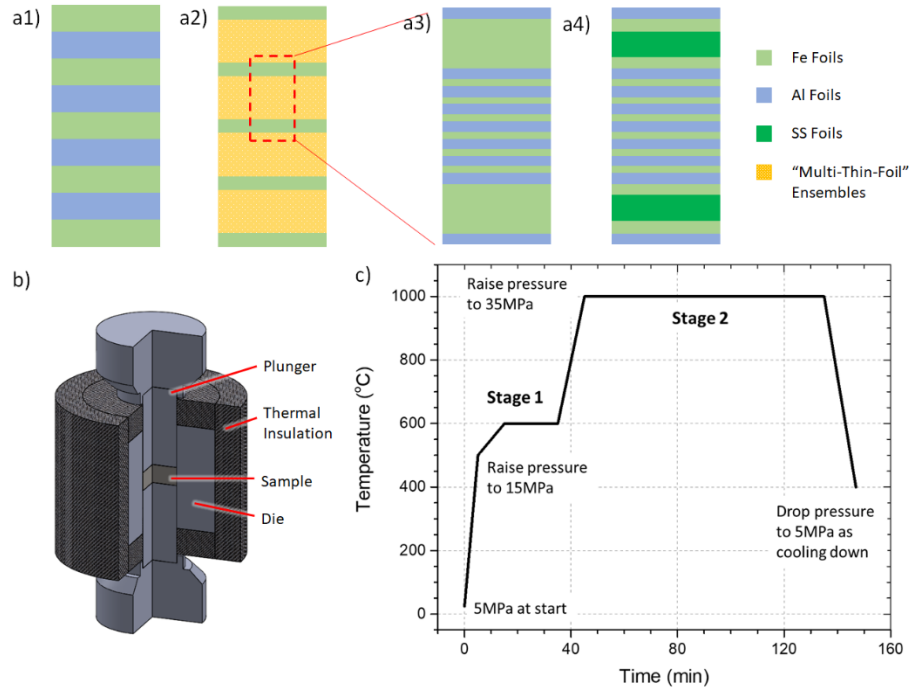 a1)
a2)
a3)
a4)
Fe Foils
Al Foils
SS Foils
“Multi-Thin-Foil”
Ensembles
b)
Plunger
Thermal
Insulation
Sample
Die
c)
Raise pressure
to 35MPa
Stage 1
Stage 2
Raise pressure
to 15MPa
Drop pressure
to 5MPa as
cooling down
5MPa at start
Temperature (°C)
1000
800
600
400
200
0
0
40
80
120
160
Time (min)